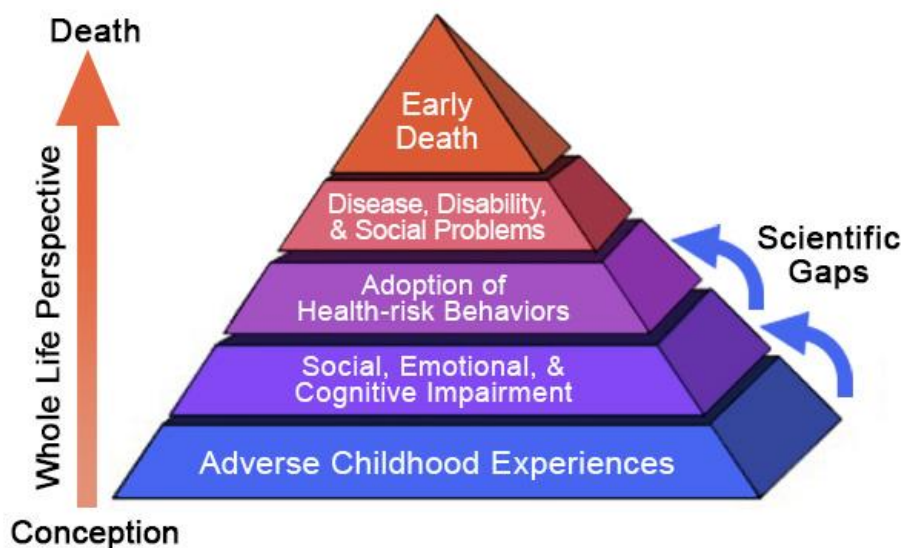 Death
Whole Life Perspective
Conception
Early
Death
Disease, Disability,
& Social Problems
Adoption of
Health-risk Behaviors
Social, Emotional, &
Cognitive Impairment
Adverse Childhood Experiences
Scientific
Gaps